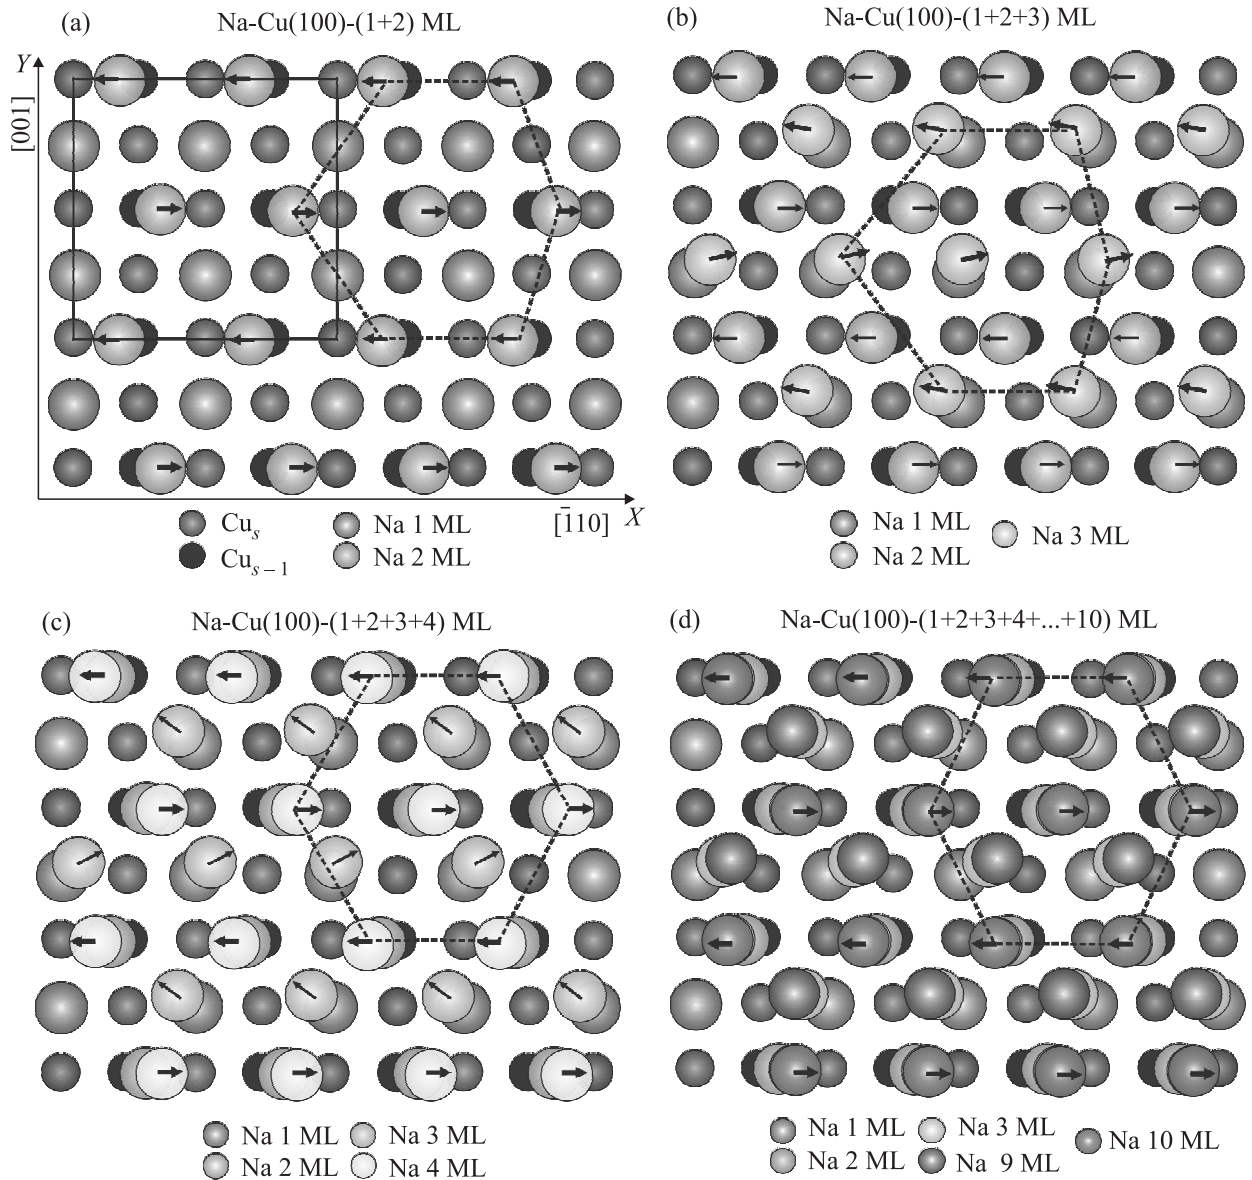 (a) Na-Cu(100)-(1+2) ML
Y
[001]
X
[1̄10]
Cuₛ
Na 1 ML
Cuₛ₋₁
Na 2 ML
(b) Na-Cu(100)-(1+2+3) ML
Na 1 ML
Na 2 ML
Na 3 ML
(c) Na-Cu(100)-(1+2+3+4) ML
Na 1 ML Na 3 ML
Na 2 ML Na 4 ML
(d) Na-Cu(100)-(1+2+3+4+...+10) ML
Na 1 ML Na 3 ML Na 10 ML
Na 2 ML Na 9 ML